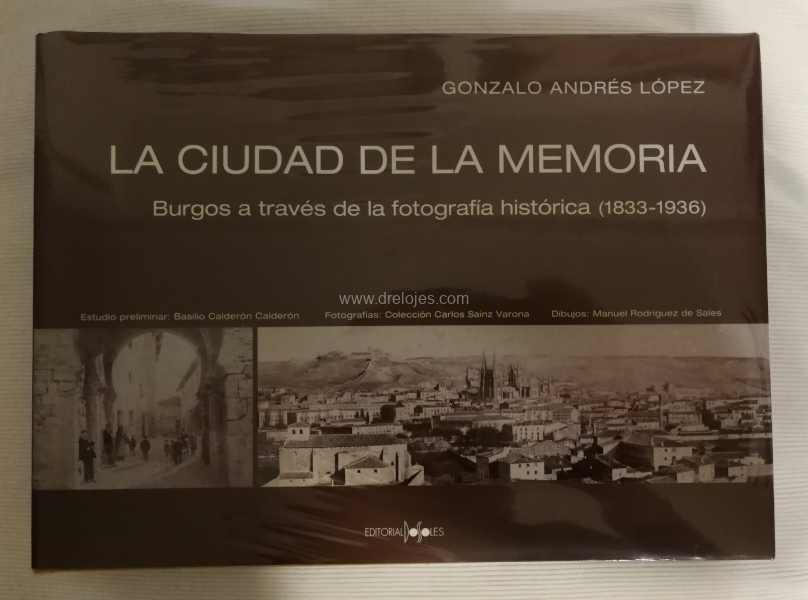 GONZALO ANDRÉS LÓPEZ
LA CIUDAD DE LA MEMORIA
Burgos a través de la fotografía histórica (1833-1936)
www.drelojes.com
Estudio preliminar: Basilio Calderón Calderón Fotografías: Colección Carlos Sainz Varona Dibujos: Manuel Rodríguez de Sales
EDITORIAL DOSSOLES